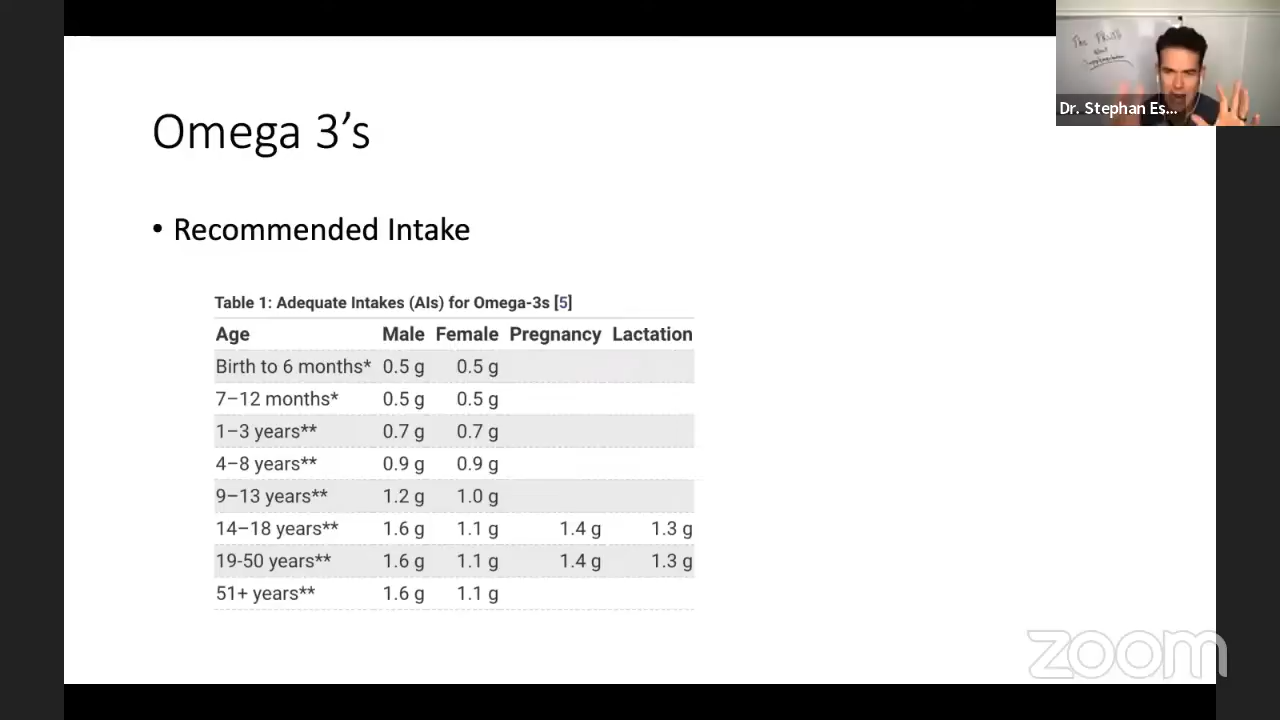 Omega 3's
• Recommended Intake
Table 1: Adequate Intakes (AIs) for Omega-3s [5]
Age Male Female Pregnancy Lactation
Birth to 6 months* 0.5 g 0.5 g
7–12 months* 0.5 g 0.5 g
1–3 years** 0.7 g 0.7 g
4–8 years** 0.9 g 0.9 g
9–13 years** 1.2 g 1.0 g
14–18 years** 1.6 g 1.1 g 1.4 g 1.3 g
19-50 years** 1.6 g 1.1 g 1.4 g 1.3 g
51+ years** 1.6 g 1.1 g
The TRUTH
About
Supplementation
Dr. Stephan Es...
zoom